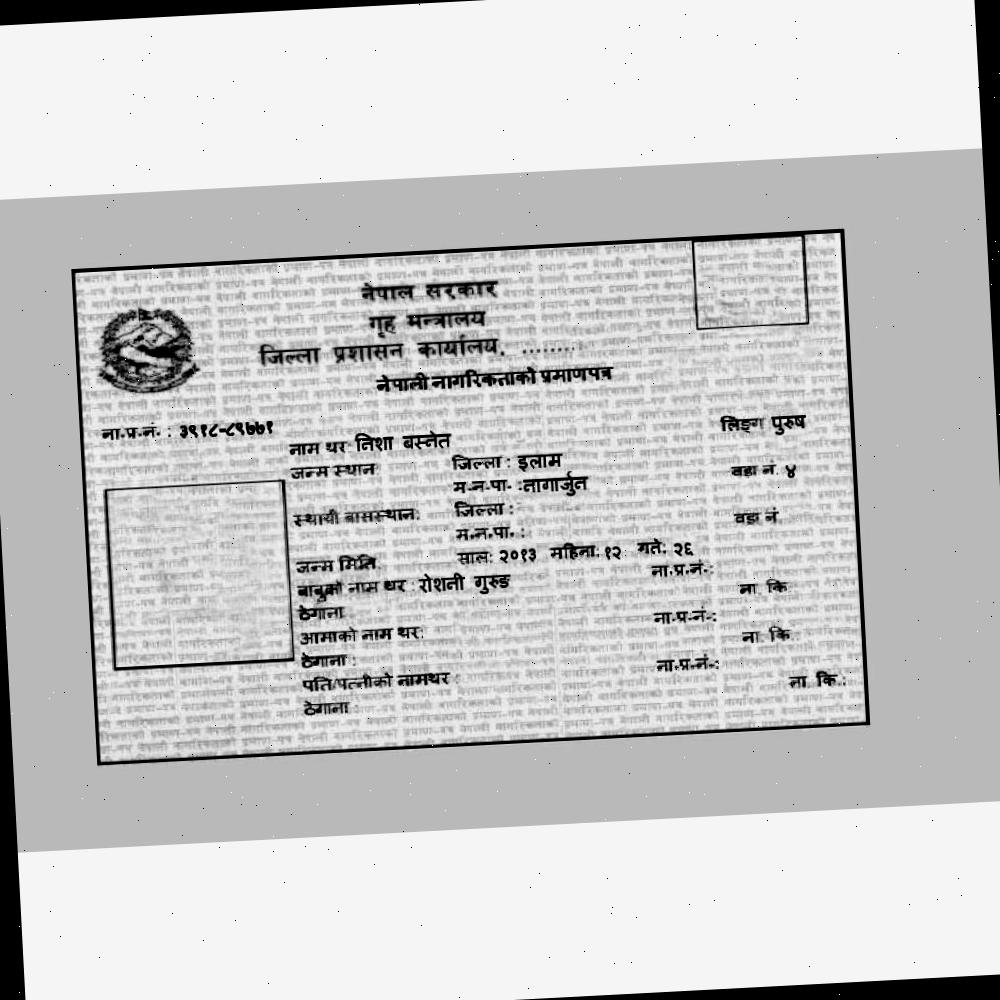 नेपाल सरकार
गृह मन्त्रालय
जिल्ला प्रशासन कार्यालय, ........
नेपाली नागरिकताको प्रमाणपत्र
ना.प्र.नं. : ३९१८-८९७७१
लिङ्ग पुरुष
नाम थर निशा बस्नेत
जन्म स्थान जिल्ला : इलाम
म.न.पा. :नागार्जुन वडा नं. ४
स्थायी बासस्थान: जिल्ला :
म.न.पा. : वडा नं
जन्म मिति साल: २०१३ महिना: १२ गते: २६
बाबुको नाम थर : रोशनी गुरुङ ना.प्र.नं.:
ठेगाना ना. कि
आमाको नाम थर: ना.प्र.नं.:
ठेगाना : ना. कि
पति/पत्नीको नामथर : ना.प्र.नं.:
ठेगाना : ना. कि.: